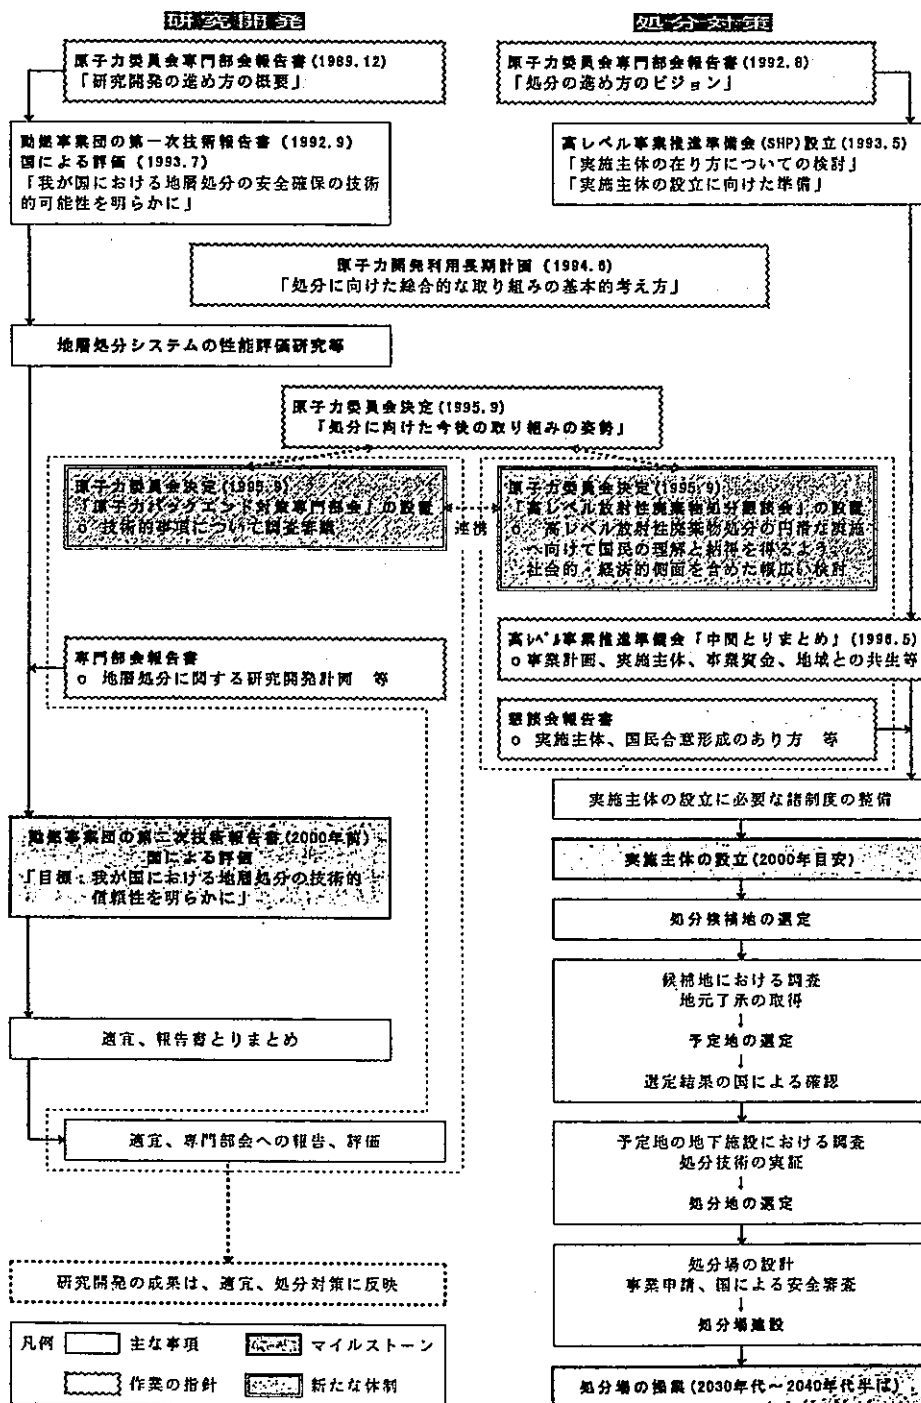 研究開発
原子力委員会専門部会報告書(1989.12)
「研究開発の進め方の概要」
動燃事業団の第一次技術報告書(1992.9)
国による評価(1993.7)
「我が国における地層処分の安全確保の技術
的可能性を明らかに」
処分対策
原子力委員会専門部会報告書(1992.8)
「処分の進め方のビジョン」
高レベル事業推進準備会(SHP)設立(1993.5)
「実施主体の在り方についての検討」
「実施主体の設立に向けた準備」
原子力開発利用長期計画(1994.6)
「処分に向けた総合的な取り組みの基本的考え方」
地層処分システムの性能評価研究等
原子力委員会決定(1995.9)
「処分に向けた今後の取り組みの姿勢」
原子力委員会決定(1995.9)
「原子力バックエンド対策専門部会」の設置
o 技術的事項について調査審議
連携
原子力委員会決定(1995.9)
「高レベル放射性廃棄物処分懇談会」の設置
o 高レベル放射性廃棄物処分の円滑な実施
へ向けて国民の理解と納得を得るよう
社会的・経済的側面を含めた幅広い検討
専門部会報告書
o 地層処分に関する研究開発計画 等
高レベル事業推進準備会「中間とりまとめ」(1996.5)
o 事業計画、実施主体、事業資金、地域との共生等
懇談会報告書
o 実施主体、国民合意形成のあり方 等
動燃事業団の第二次技術報告書(2000年前)
国による評価
「目標:我が国における地層処分の技術的
信頼性を明らかに」
適宜、報告書とりまとめ
適宜、専門部会への報告、評価
研究開発の成果は、適宜、処分対策に反映
実施主体の設立に必要な諸制度の整備
実施主体の設立(2000年目安)
処分候補地の選定
候補地における調査
地元了承の取得
↓
予定地の選定
↓
選定結果の国による確認
予定地の地下施設における調査
処分技術の実証
↓
処分地の選定
処分場の設計
事業申請、国による安全審査
↓
処分場建設
処分場の操業(2030年代~2040年代半ば)
凡例 主な事項 マイルストーン
作業の指針 新たな体制